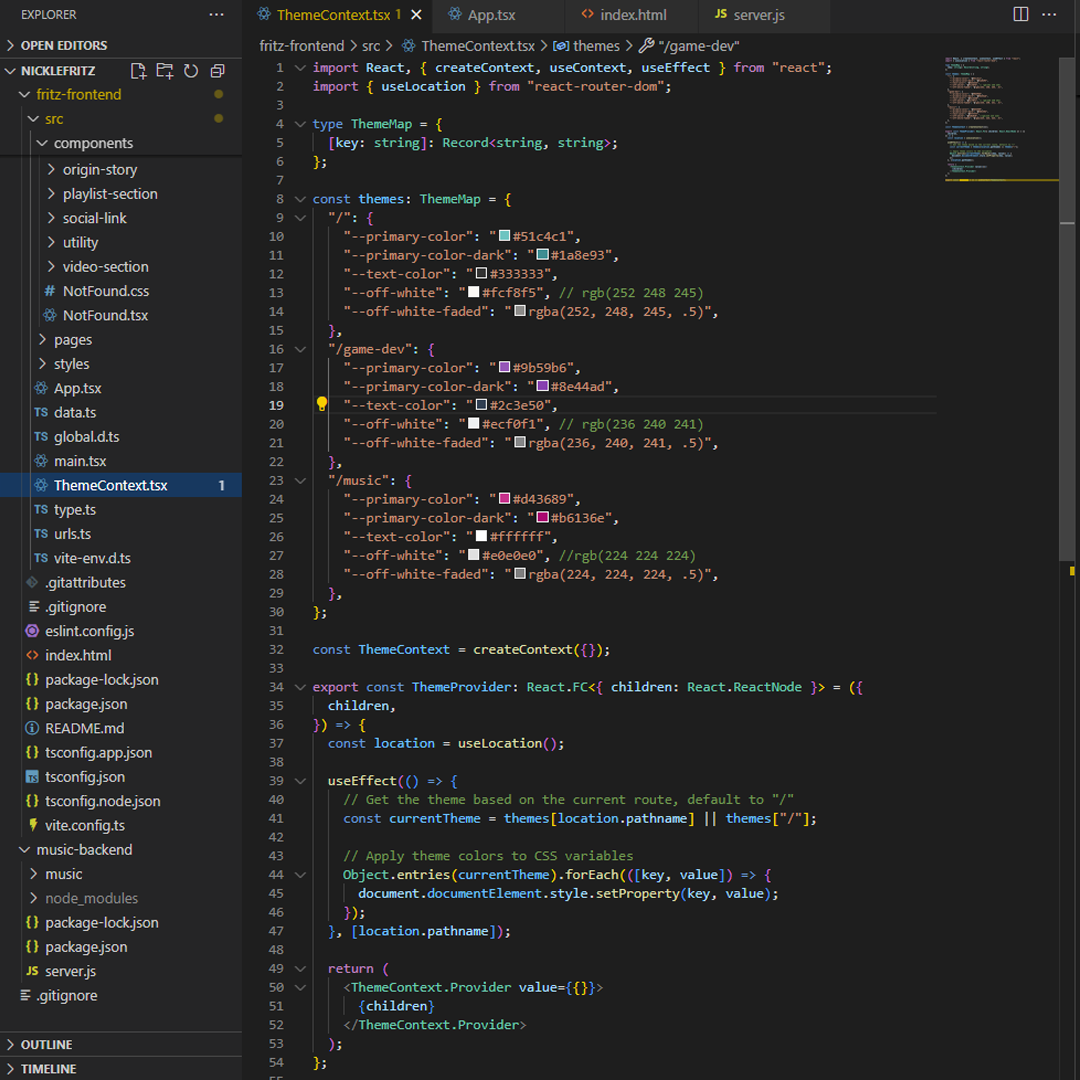 EXPLORER
OPEN EDITORS
NICKLEFRITZ
fritz-frontend
src
components
origin-story
playlist-section
social-link
utility
video-section
# NotFound.css
NotFound.tsx
pages
styles
App.tsx
TS data.ts
TS global.d.ts
main.tsx
ThemeContext.tsx 1
TS type.ts
TS urls.ts
TS vite-env.d.ts
.gitattributes
.gitignore
eslint.config.js
<> index.html
{} package-lock.json
{} package.json
README.md
{} tsconfig.app.json
TS tsconfig.json
{} tsconfig.node.json
vite.config.ts
music-backend
music
node_modules
{} package-lock.json
{} package.json
JS server.js
.gitignore
OUTLINE
TIMELINE
ThemeContext.tsx 1 App.tsx <> index.html JS server.js
fritz-frontend > src > ThemeContext.tsx > themes > "/game-dev"
1 import React, { createContext, useContext, useEffect } from "react";
2 import { useLocation } from "react-router-dom";
3
4 type ThemeMap = {
5 [key: string]: Record<string, string>;
6 };
7
8 const themes: ThemeMap = {
9 "/": {
10 "--primary-color": "#51c4c1",
11 "--primary-color-dark": "#1a8e93",
12 "--text-color": "#333333",
13 "--off-white": "#fcf8f5", // rgb(252 248 245)
14 "--off-white-faded": "rgba(252, 248, 245, .5)",
15 },
16 "/game-dev": {
17 "--primary-color": "#9b59b6",
18 "--primary-color-dark": "#8e44ad",
19 "--text-color": "#2c3e50",
20 "--off-white": "#ecf0f1", // rgb(236 240 241)
21 "--off-white-faded": "rgba(236, 240, 241, .5)",
22 },
23 "/music": {
24 "--primary-color": "#d43689",
25 "--primary-color-dark": "#b6136e",
26 "--text-color": "#ffffff",
27 "--off-white": "#e0e0e0", //rgb(224 224 224)
28 "--off-white-faded": "rgba(224, 224, 224, .5)",
29 },
30 };
31
32 const ThemeContext = createContext({});
33
34 export const ThemeProvider: React.FC<{ children: React.ReactNode }> = ({
35 children,
36 }) => {
37 const location = useLocation();
38
39 useEffect(() => {
40 // Get the theme based on the current route, default to "/"
41 const currentTheme = themes[location.pathname] || themes["/"];
42
43 // Apply theme colors to CSS variables
44 Object.entries(currentTheme).forEach(([key, value]) => {
45 document.documentElement.style.setProperty(key, value);
46 });
47 }, [location.pathname]);
48
49 return (
50 <ThemeContext.Provider value={{}}>
51 {children}
52 </ThemeContext.Provider>
53 );
54 };